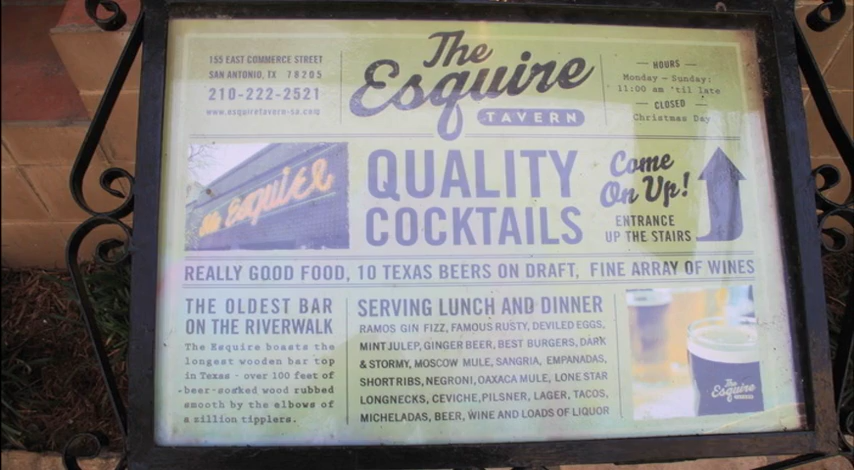 155 EAST COMMERCE STREET
SAN ANTONIO, TX 78205
210-222-2521
www.esquiretavern-sa.com
The
Esquire
TAVERN
HOURS
Monday - Sunday:
11:00 am 'til late
CLOSED
Christmas Day
The Esquire
QUALITY
COCKTAILS
Come
On Up!
ENTRANCE
UP THE STAIRS
REALLY GOOD FOOD, 10 TEXAS BEERS ON DRAFT, FINE ARRAY OF WINES
THE OLDEST BAR
ON THE RIVERWALK
The Esquire boasts the
longest wooden bar top
in Texas - over 100 feet of
beer-soaked wood rubbed
smooth by the elbows of
a zillion tipplers.
SERVING LUNCH AND DINNER
RAMOS GIN FIZZ, FAMOUS RUSTY, DEVILED EGGS,
MINT JULEP, GINGER BEER, BEST BURGERS, DARK
& STORMY, MOSCOW MULE, SANGRIA, EMPANADAS,
SHORT RIBS, NEGRONI, OAXACA MULE, LONE STAR
LONGNECKS, CEVICHE, PILSNER, LAGER, TACOS,
MICHELADAS, BEER, WINE AND LOADS OF LIQUOR
The
Esquire